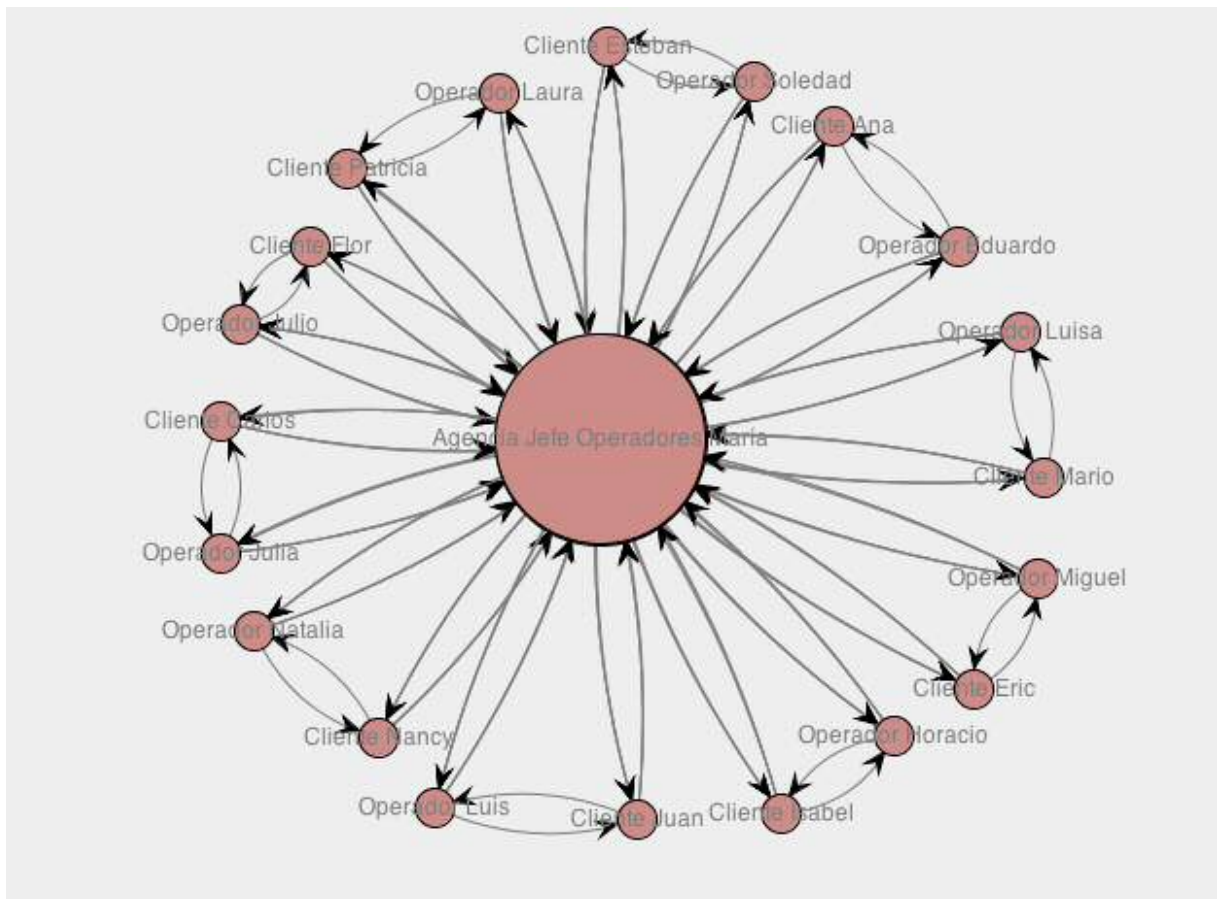 Cliente Esteban
Operador Soledad
Operador Laura
Cliente Ana
Cliente Patricia
Cliente Flor
Operador Eduardo
Operador Julio
Operador Luisa
Cliente Carlos
Agencia Jefe Operadores María
Cliente Mario
Operador Julia
Operador Miguel
Operador Natalia
Cliente Eric
Cliente Nancy
Operador Horacio
Operador Luis
Cliente Juan
Cliente Isabel